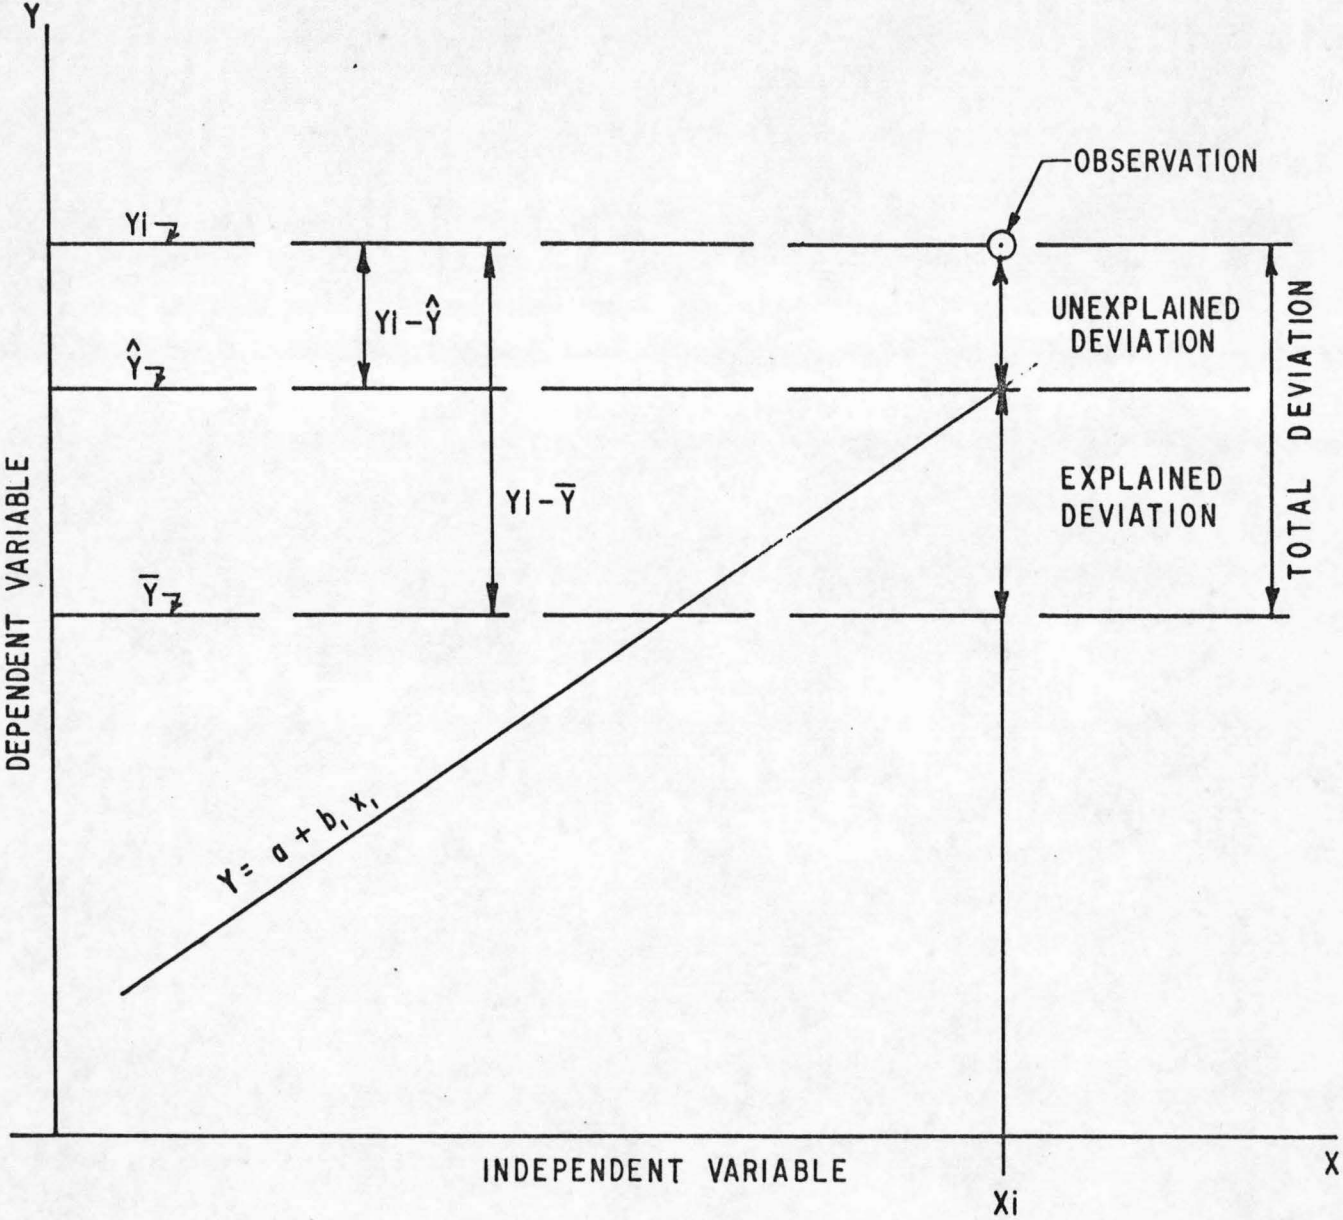 Y
OBSERVATION
YI
UNEXPLAINED
DEVIATION
YI-Ŷ
Ŷ
TOTAL DEVIATION
EXPLAINED
DEVIATION
YI-Ȳ
DEPENDENT VARIABLE
Ȳ
Y= a + b₁ x₁
INDEPENDENT VARIABLE
X
Xi